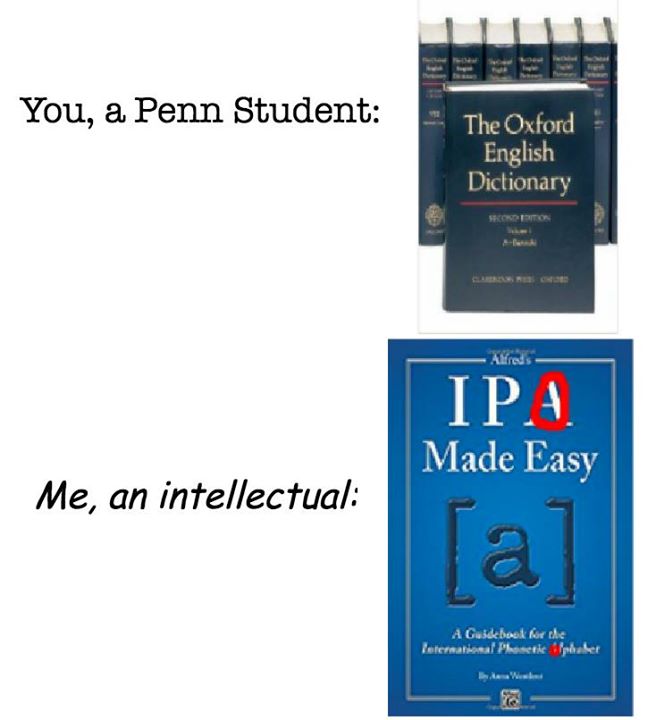 You, a Penn Student:
The Oxford
English
Dictionary
SECOND EDITION
Volume I
CLARENDON PRESS · OXFORD
Me, an intellectual:
Alfred's
IPA
Made Easy
[a]
A Guidebook for the
International Phonetic Alphabet
By Anna Wentlent